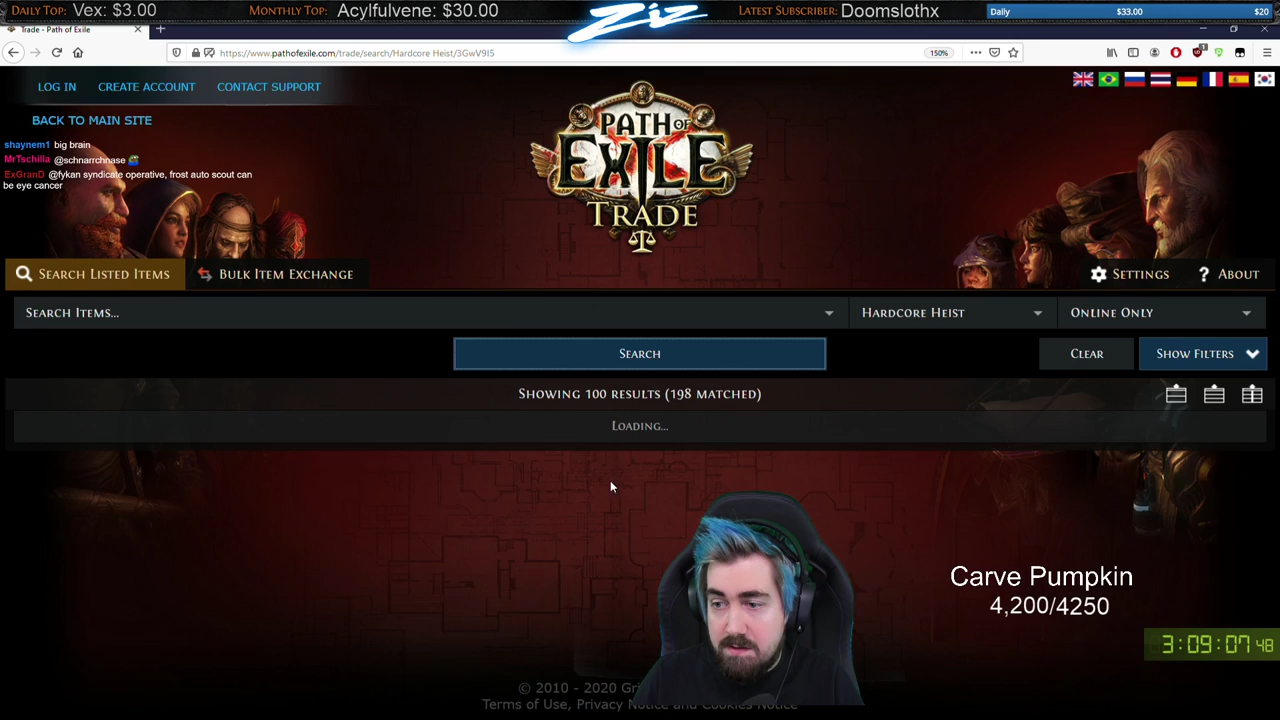 Daily Top: Vex: $3.00
Monthly Top: Acylfulvene: $30.00
Ziz
Latest Subscriber: Doomslothx
Daily $33.00 $20
Trade - Path of Exile
https://www.pathofexile.com/trade/search/Hardcore Heist/3GwV9I5
150%
LOG IN CREATE ACCOUNT CONTACT SUPPORT
BACK TO MAIN SITE
shaynem1 big brain
MrTschilla @schnarrchnase
ExGranD @fykan syndicate operative, frost auto scout can
be eye cancer
PATH OF
EXILE
TRADE
Search Listed Items
Bulk Item Exchange
Settings
? About
Search Items...
Hardcore Heist
Online Only
Search
Clear
Show Filters
Showing 100 results (198 matched)
Loading...
Carve Pumpkin
4,200/4250
3:09:07 48
© 2010 - 2020
Terms of Use, Privacy Notice and Cookies Notice